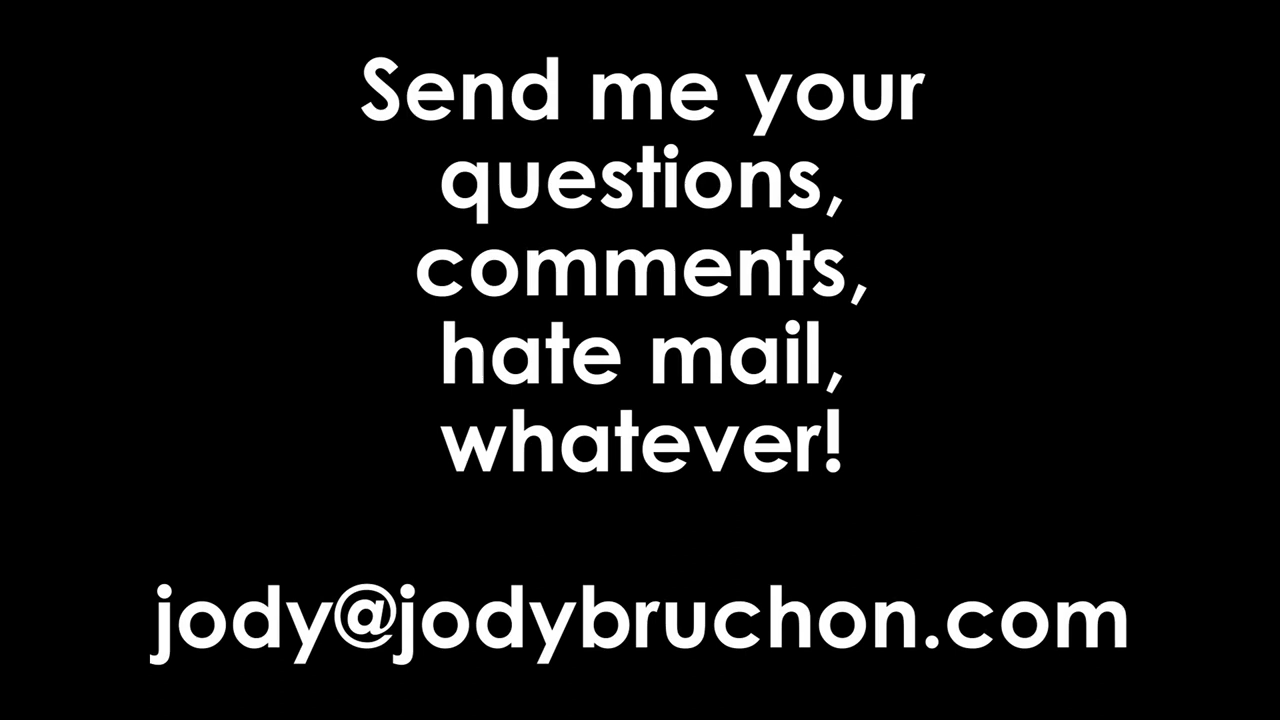 Send me your
questions,
comments,
hate mail,
whatever!
jody@jodybruchon.com